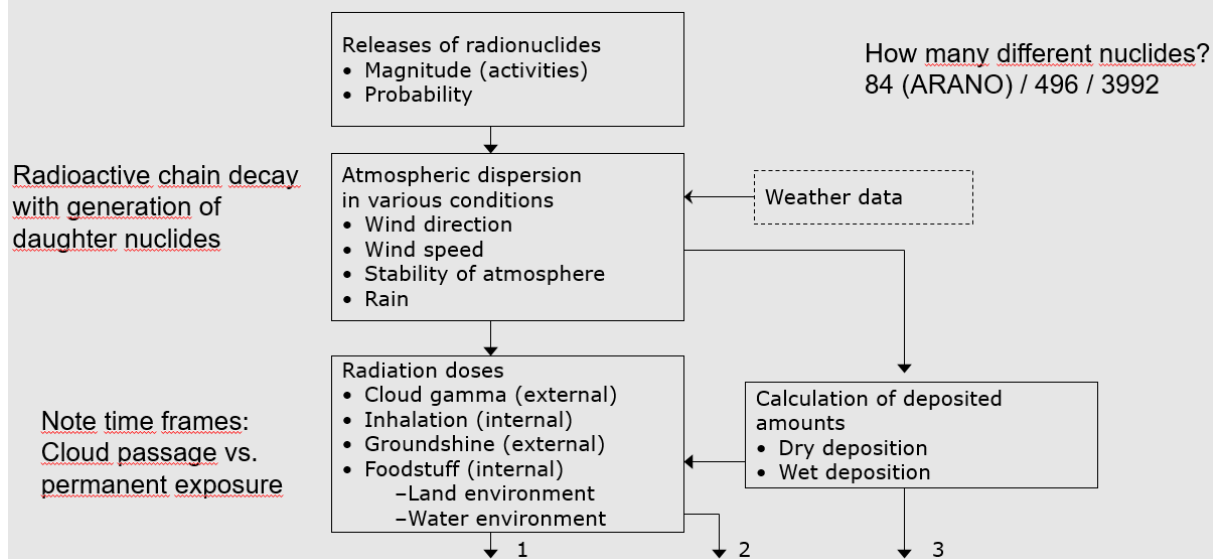 Releases of radionuclides
• Magnitude (activities)
• Probability
How many different nuclides?
84 (ARANO) / 496 / 3992
Radioactive chain decay
with generation of
daughter nuclides
Atmospheric dispersion
in various conditions
• Wind direction
• Wind speed
• Stability of atmosphere
• Rain
Weather data
Note time frames:
Cloud passage vs.
permanent exposure
Radiation doses
• Cloud gamma (external)
• Inhalation (internal)
• Groundshine (external)
• Foodstuff (internal)
–Land environment
–Water environment
Calculation of deposited
amounts
• Dry deposition
• Wet deposition
1
2
3